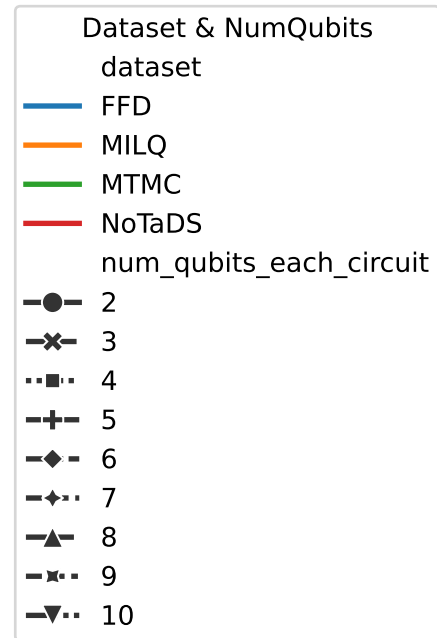 Dataset & NumQubits
dataset
FFD
MILQ
MTMC
NoTaDS
num_qubits_each_circuit
2
3
4
5
6
7
8
9
10